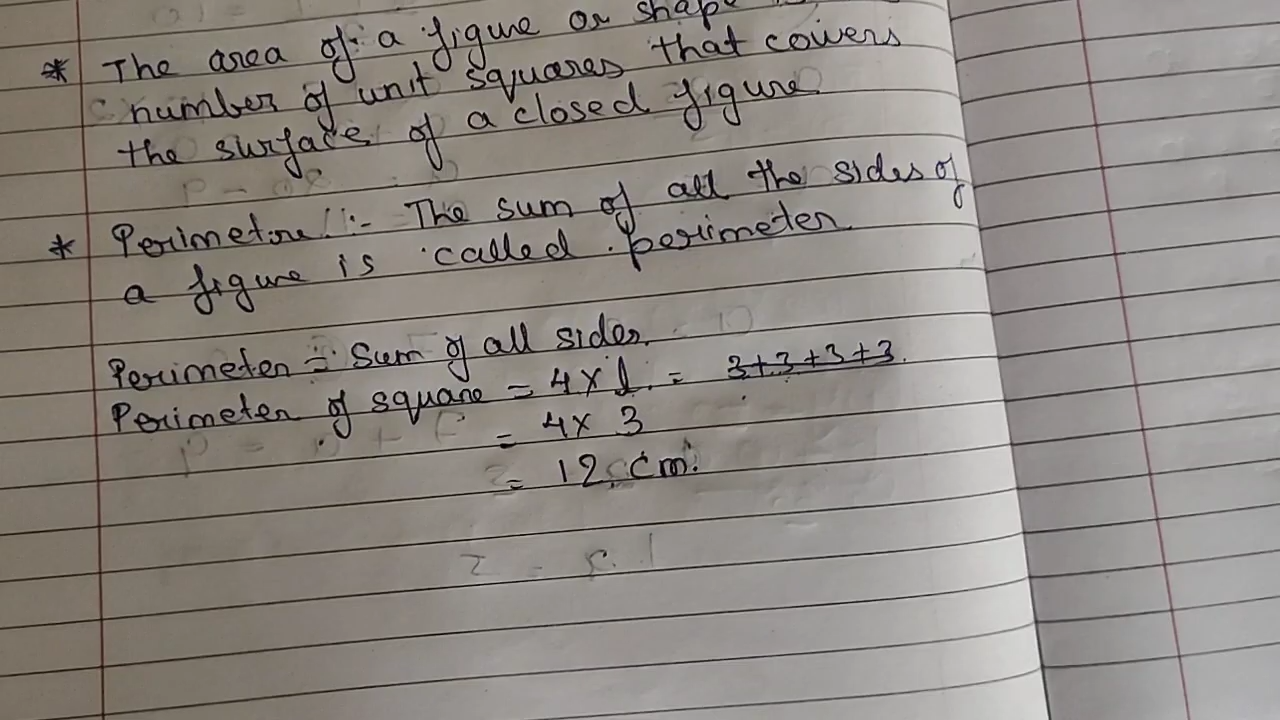 * The area of a figure or shape
number of unit squares that cowers
the surface of a closed figure.
* Perimetre :- The sum of all the sides of
a figure is called perimeter.
Perimeter = Sum of all sides.
Perimeter of square = 4 × l = 3+3+3+3.
= 4 × 3
= 12 cm.